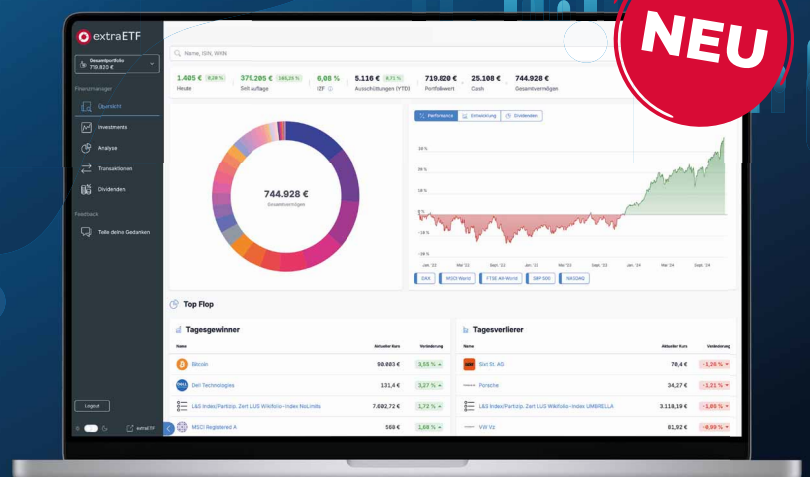 NEU
extraETF
Gesamtportfolio
719.820 €
Name, ISIN, WKN
1.405 € 0,20 %
Heute
371.205 €
Seit Auflage
6,08 %
IZF
5.116 € 9,71 %
Ausschüttungen (YTD)
719.820 €
Portfoliowert
25.108 €
Cash
744.928 €
Gesamtvermögen
Finanzmanager
Übersicht
Investments
Analyse
Transaktionen
Dividenden
Feedback
Teile deine Gedanken
Logout
extraETF
744.928 €
Gesamtvermögen
Performance
Entwicklung
Dividenden
DAX
MSCI World
FTSE All-World
S&P 500
NASDAQ
Top Flop
Tagesgewinner
Name Aktueller Kurs Veränderung
Bitcoin 90.603 € 3,55 %
Dell Technologies 131,4 € 3,27 %
L&S Index/Partizip. Zert LUS Wikifolio-Index NoLimits 7.602,72 € 1,72 %
MSCI Registered A 569 € 1,68 %
Tagesverlierer
Name Aktueller Kurs Veränderung
Sixt St. AG 70,4 € -1,26 %
Porsche 34,27 € -1,21 %
L&S Index/Partizip. Zert LUS Wikifolio-Index UMBRELLA 3.118,19 €
VW Vz 81,92 € -0,99 %